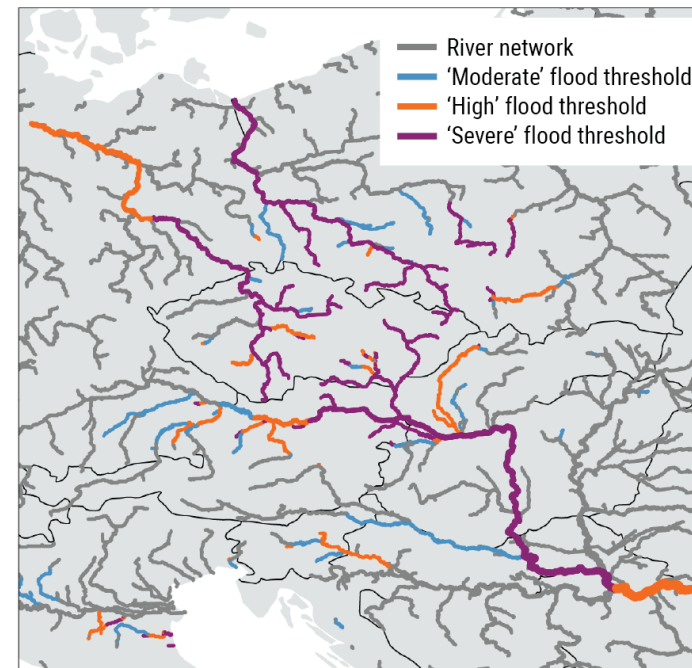 River network
‘Moderate’ flood threshold
‘High’ flood threshold
‘Severe’ flood threshold